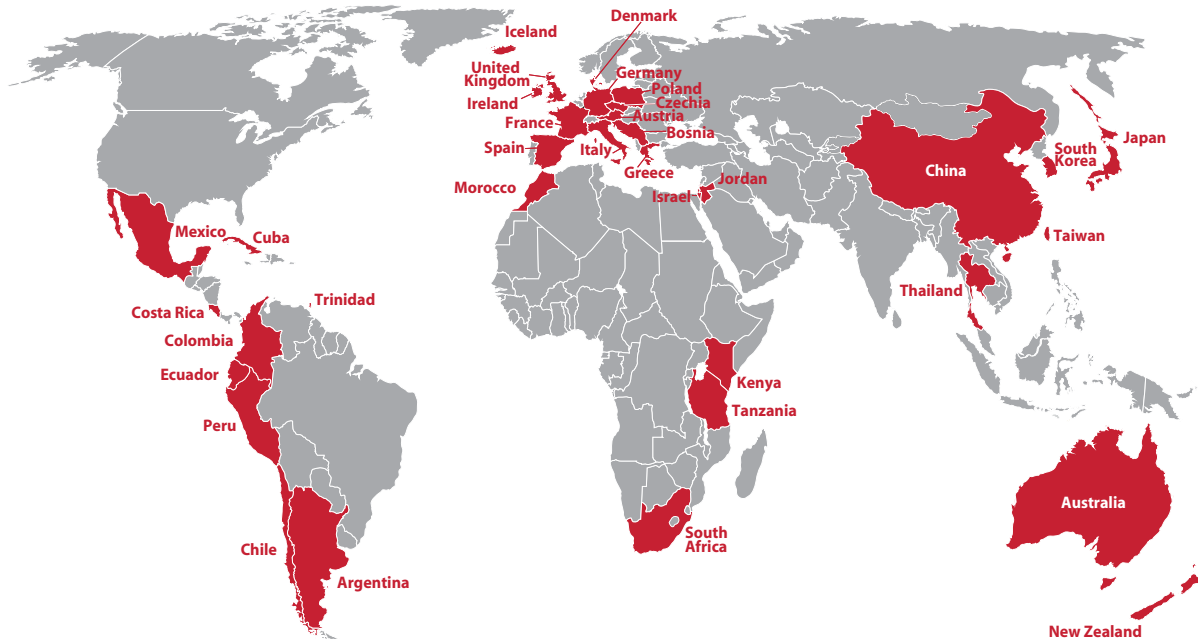 Denmark
Iceland
United
Kingdom
Germany
Poland
Ireland
Czechia
Austria
France
Bosnia
Spain
Italy
Greece
Morocco
Israel
Jordan
China
South
Korea
Japan
Taiwan
Thailand
Mexico
Cuba
Costa Rica
Trinidad
Colombia
Ecuador
Peru
Chile
Argentina
Kenya
Tanzania
South
Africa
Australia
New Zealand